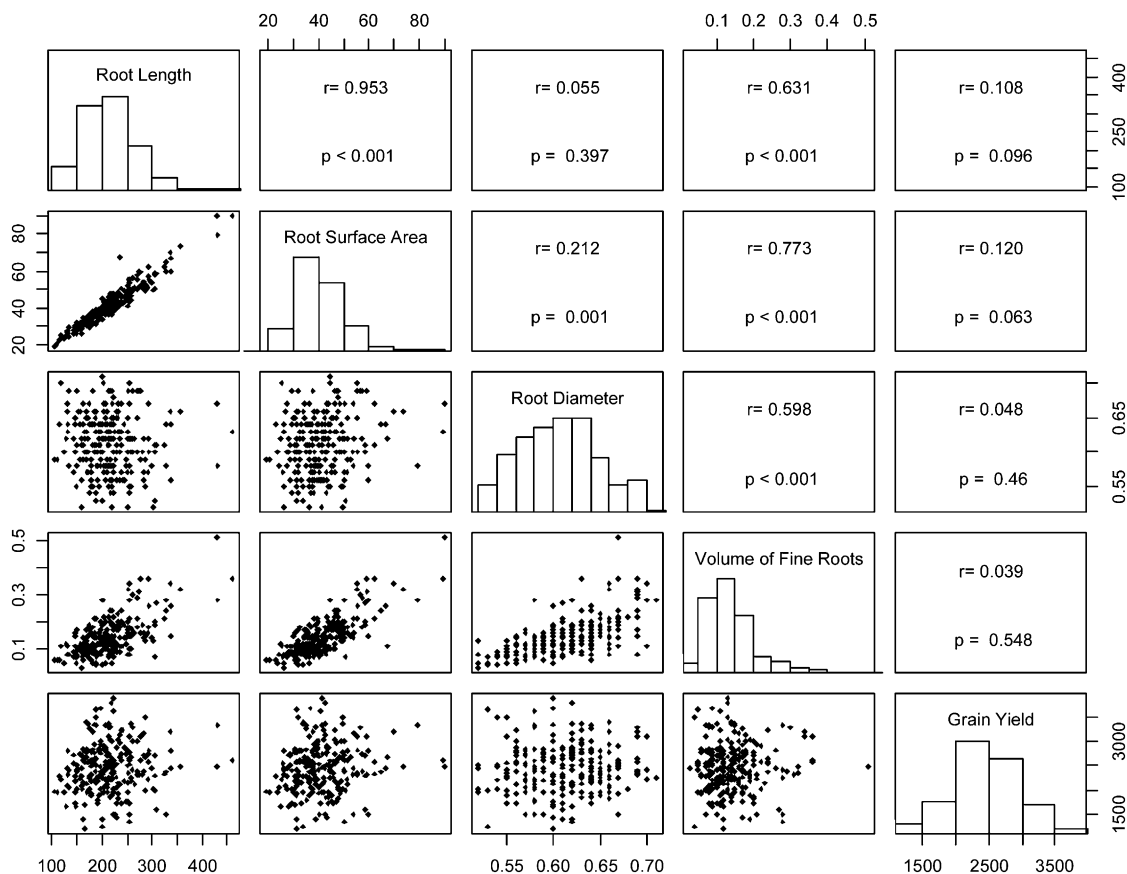 20 40 60 80 0.1 0.2 0.3 0.4 0.5
Root Length
r= 0.953
r= 0.055
r= 0.631
r= 0.108
p < 0.001
p = 0.397
p < 0.001
p = 0.096
100 250 400
20 40 60 80
Root Surface Area
r= 0.212
r= 0.773
r= 0.120
p = 0.001
p < 0.001
p = 0.063
Root Diameter
r= 0.598
r= 0.048
p < 0.001
p = 0.46
0.55 0.65
0.1 0.3 0.5
Volume of Fine Roots
r= 0.039
p = 0.548
Grain Yield
1500 3000
100 200 300 400 0.55 0.60 0.65 0.70 1500 2500 3500